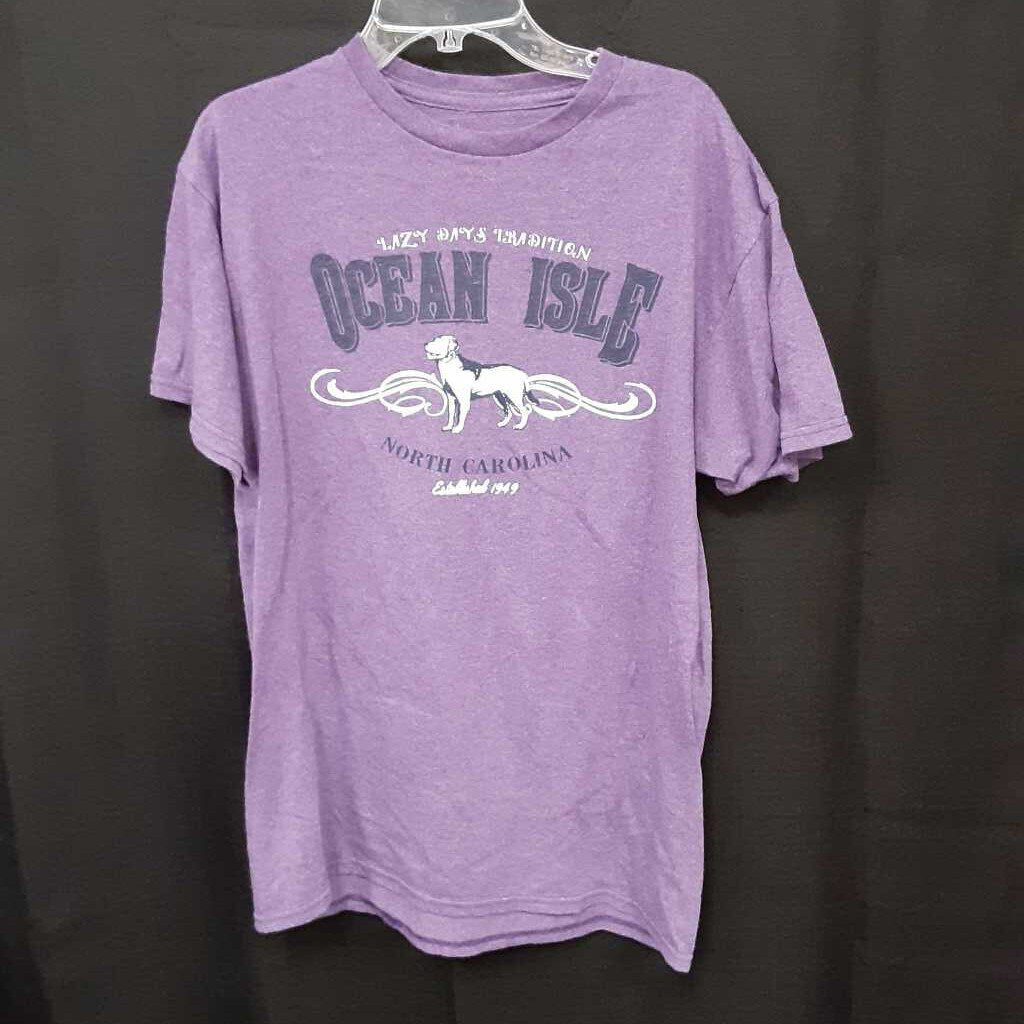 LAZY DAYS TRADITION
OCEAN ISLE
NORTH CAROLINA
Established 1949